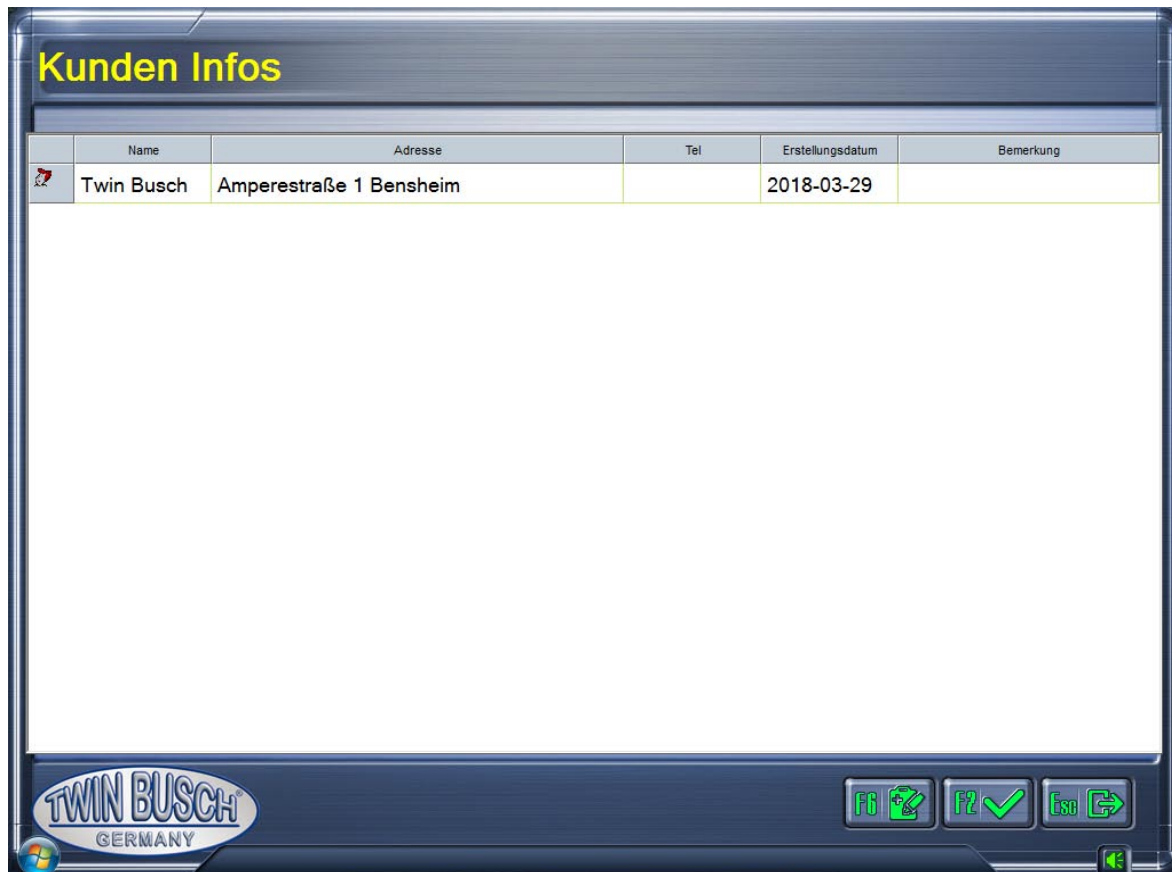 Kunden Infos
Name Adresse Tel Erstellungsdatum Bemerkung
Twin Busch Amperestraße 1 Bensheim 2018-03-29
TWIN BUSCH®
GERMANY
F6 F2 Esc